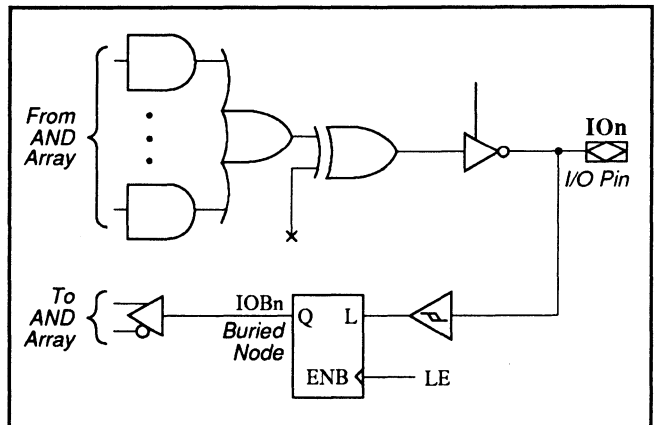 From
AND
Array
IOn
I/O Pin
To
AND
Array
IOBn
Buried
Node
Q
L
ENB
LE